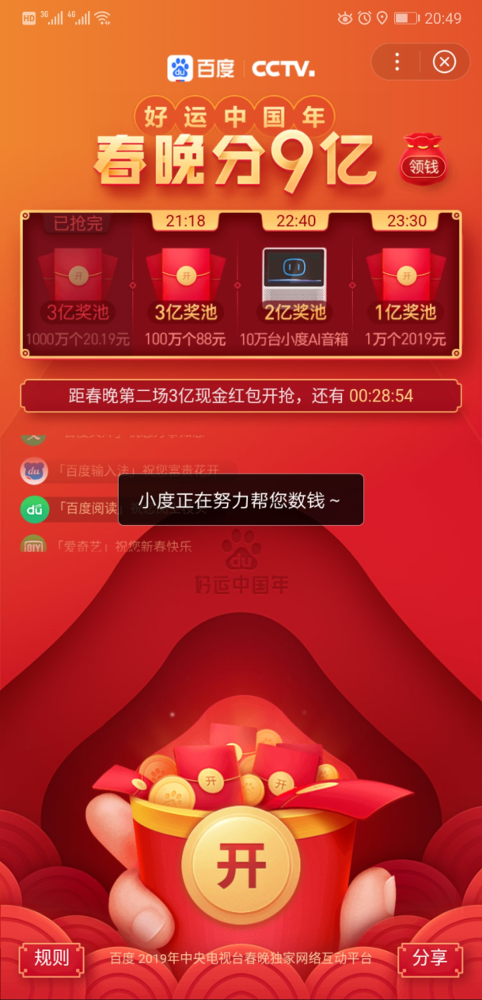 HD 3G 4G 20:49
du 百度 CCTV.
好运中国年
春晚分9亿
领钱
已抢完 21:18 22:40 23:30
开 开 开
3亿奖池 3亿奖池 2亿奖池 1亿奖池
1000万个20.19元 100万个88元 10万台小度AI音箱 1万个2019元
距春晚第二场3亿现金红包开抢，还有 00:28:54
du 「百度输入法」祝您富贵花开
小度正在努力帮您数钱 ~
dú 「百度阅读
iQIYI 「爱奇艺」祝您新春快乐
du
好运中国年
开 开
开
规则 百度 2019年中央电视台春晚独家网络互动平台 分享